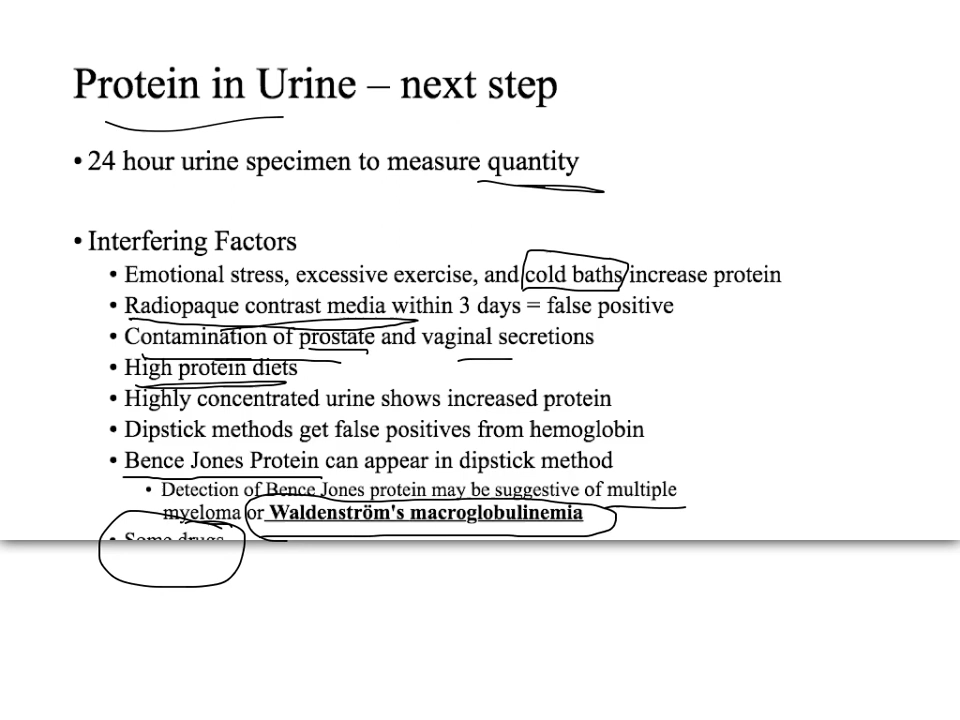 Protein in Urine – next step
• 24 hour urine specimen to measure quantity
• Interfering Factors
• Emotional stress, excessive exercise, and cold baths increase protein
• Radiopaque contrast media within 3 days = false positive
• Contamination of prostate and vaginal secretions
• High protein diets
• Highly concentrated urine shows increased protein
• Dipstick methods get false positives from hemoglobin
• Bence Jones Protein can appear in dipstick method
• Detection of Bence Jones protein may be suggestive of multiple
myeloma or Waldenström's macroglobulinemia
• Some drugs